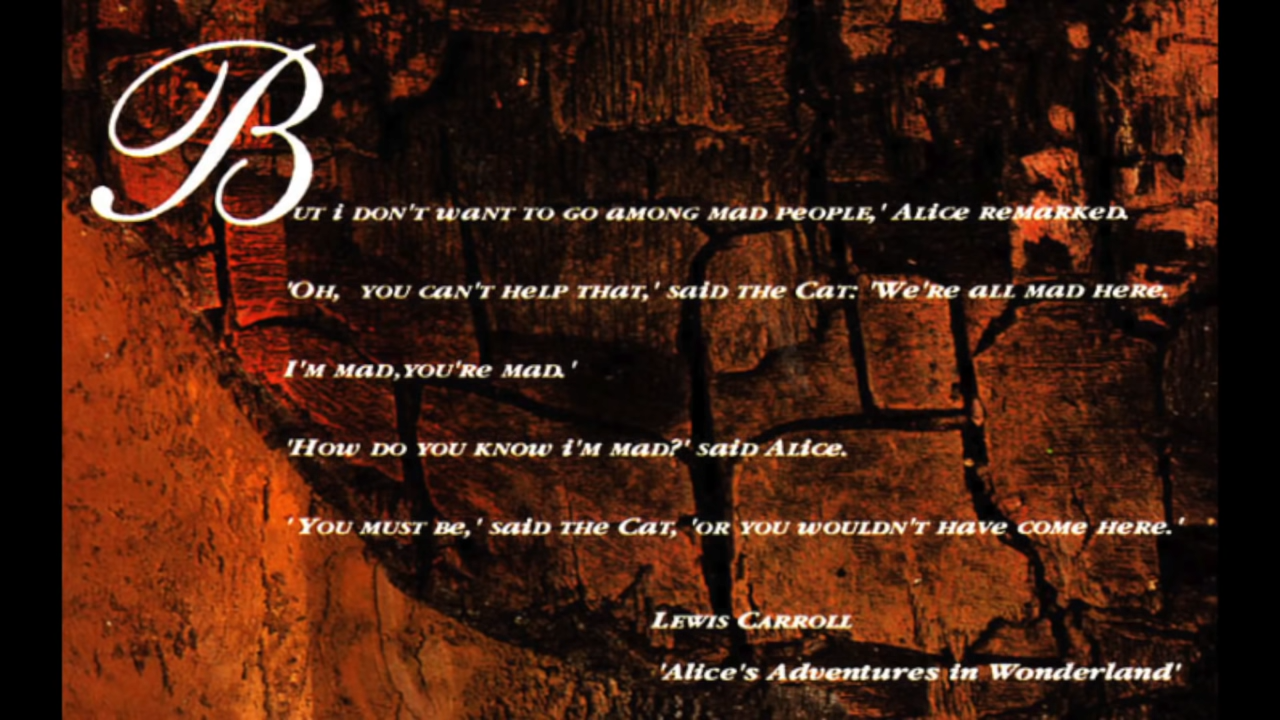 But i don't want to go among mad people,' Alice remarked.
'Oh, you can't help that,' said the Cat: 'We're all mad here.
I'm mad,you're mad.'
'How do you know i'm mad?' said Alice.
'You must be,' said the Cat, 'or you wouldn't have come here.'
Lewis Carroll
'Alice's Adventures in Wonderland'